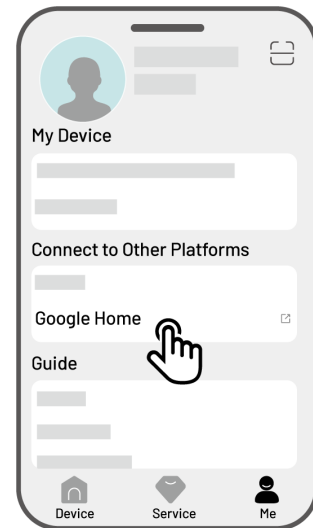 My Device
Connect to Other Platforms
Google Home
Guide
Device
Service
Me